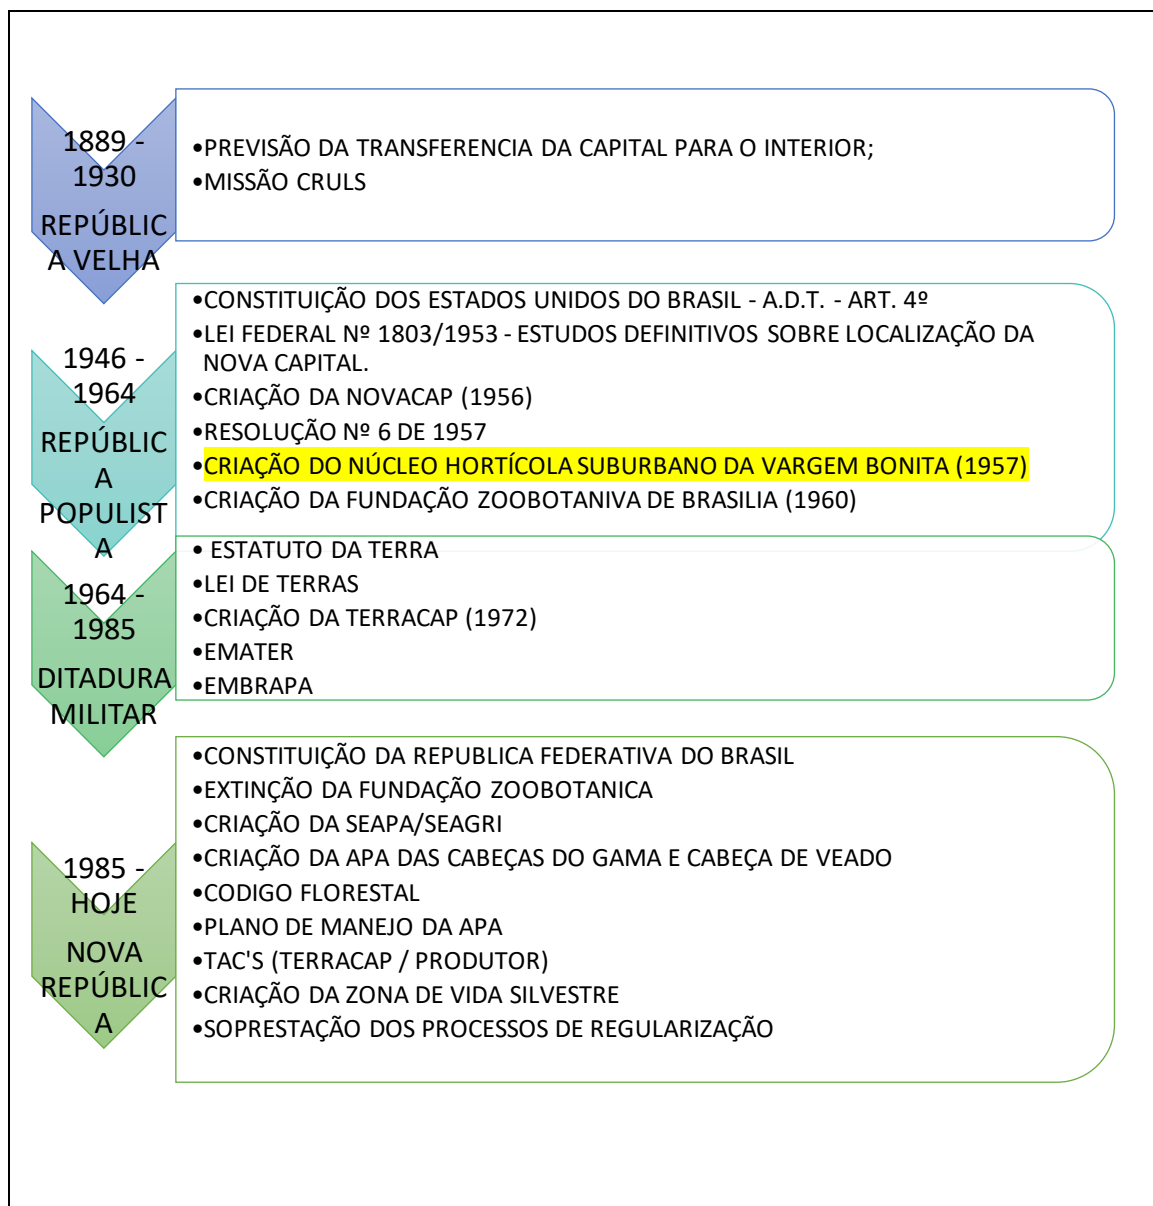 1889 -
1930
REPÚBLIC
A VELHA
•PREVISÃO DA TRANSFERENCIA DA CAPITAL PARA O INTERIOR;
•MISSÃO CRULS
1946 -
1964
REPÚBLIC
A
POPULIST
A
•CONSTITUIÇÃO DOS ESTADOS UNIDOS DO BRASIL - A.D.T. - ART. 4º
•LEI FEDERAL Nº 1803/1953 - ESTUDOS DEFINITIVOS SOBRE LOCALIZAÇÃO DA
NOVA CAPITAL.
•CRIAÇÃO DA NOVACAP (1956)
•RESOLUÇÃO Nº 6 DE 1957
•CRIAÇÃO DO NÚCLEO HORTÍCOLA SUBURBANO DA VARGEM BONITA (1957)
•CRIAÇÃO DA FUNDAÇÃO ZOOBOTANIVA DE BRASILIA (1960)
1964 -
1985
DITADURA
MILITAR
• ESTATUTO DA TERRA
•LEI DE TERRAS
•CRIAÇÃO DA TERRACAP (1972)
•EMATER
•EMBRAPA
1985 -
HOJE
NOVA
REPÚBLIC
A
•CONSTITUIÇÃO DA REPUBLICA FEDERATIVA DO BRASIL
•EXTINÇÃO DA FUNDAÇÃO ZOOBOTANICA
•CRIAÇÃO DA SEAPA/SEAGRI
•CRIAÇÃO DA APA DAS CABEÇAS DO GAMA E CABEÇA DE VEADO
•CODIGO FLORESTAL
•PLANO DE MANEJO DA APA
•TAC'S (TERRACAP / PRODUTOR)
•CRIAÇÃO DA ZONA DE VIDA SILVESTRE
•SOPRESTAÇÃO DOS PROCESSOS DE REGULARIZAÇÃO